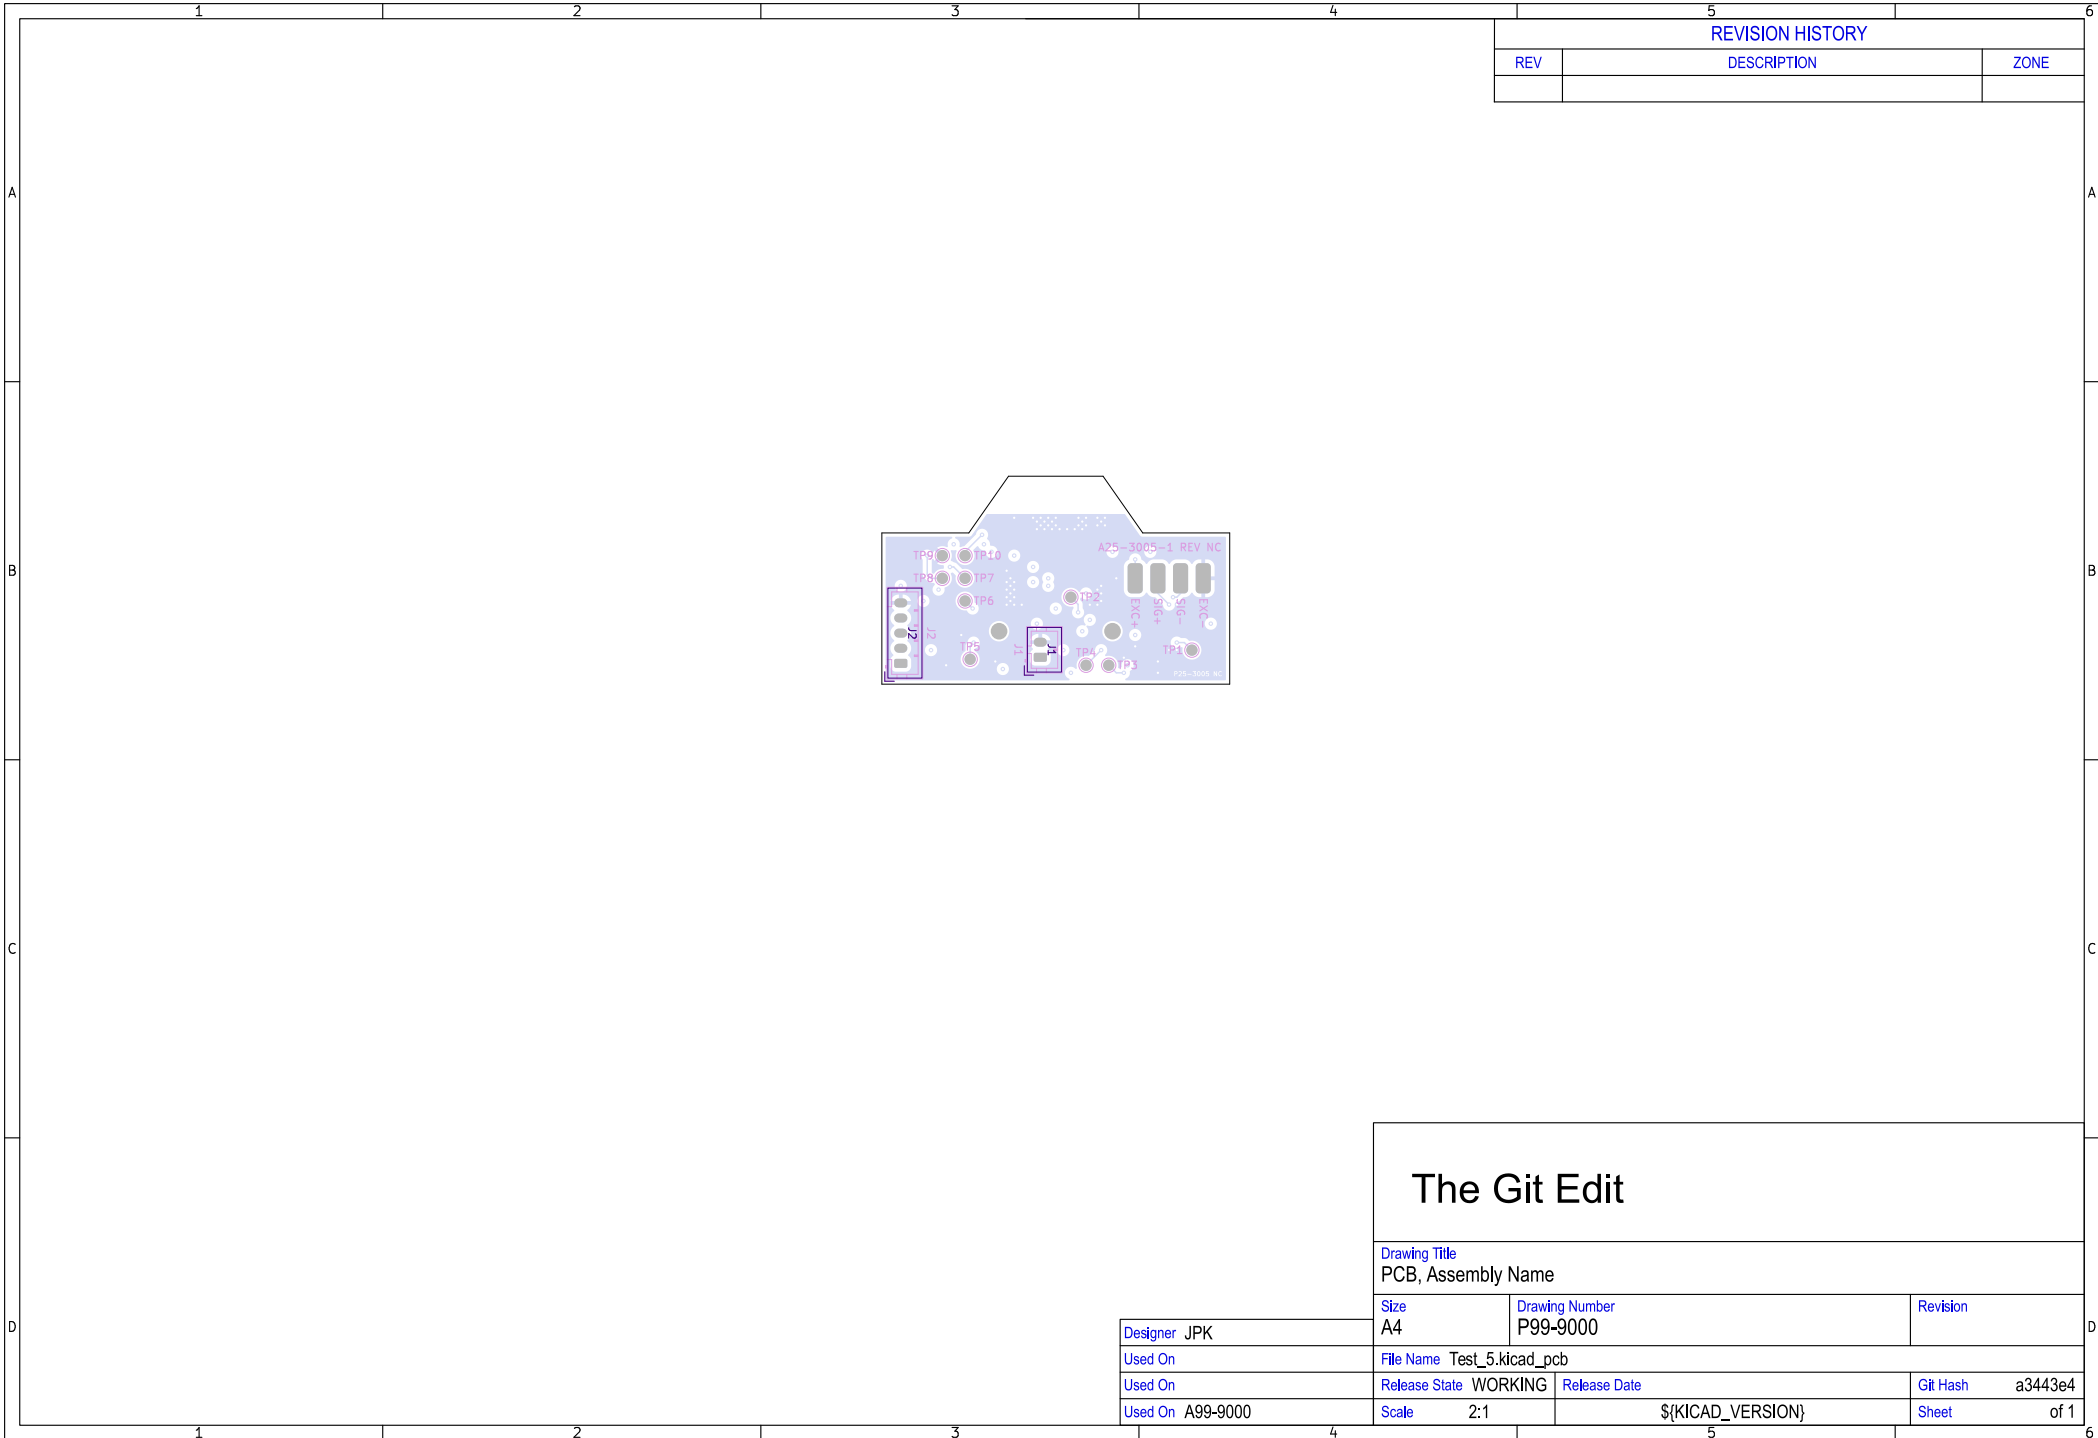 1 2 3 4 5 6
REVISION HISTORY
REV DESCRIPTION ZONE
A A
B B
TP9 TP10 A25-3005-1 REV NC
TP8 TP7
TP6 TP2
EXC+ SIG+ SIG- EXC-
J2 J2
TP5 J1 J1 TP4 TP3 TP1
P25-3005 NC
C C
The Git Edit
Drawing Title
PCB, Assembly Name
Size Drawing Number Revision
A4 P99-9000
D D
Designer JPK
Used On File Name Test_5.kicad_pcb
Used On Release State WORKING Release Date Git Hash a3443e4
Used On A99-9000 Scale 2:1 ${KICAD_VERSION} Sheet of 1
1 2 3 4 5 6